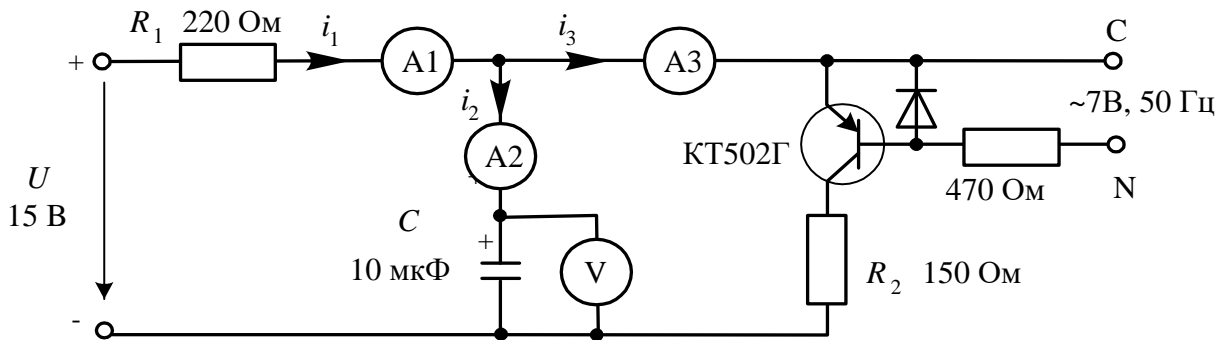 R1 220 Ом
i1
i3
C
+
A1
A3
i2
~7В, 50 Гц
A2
КТ502Г
U
470 Ом
N
15 В
C
+
10 мкФ
V
R2 150 Ом
-